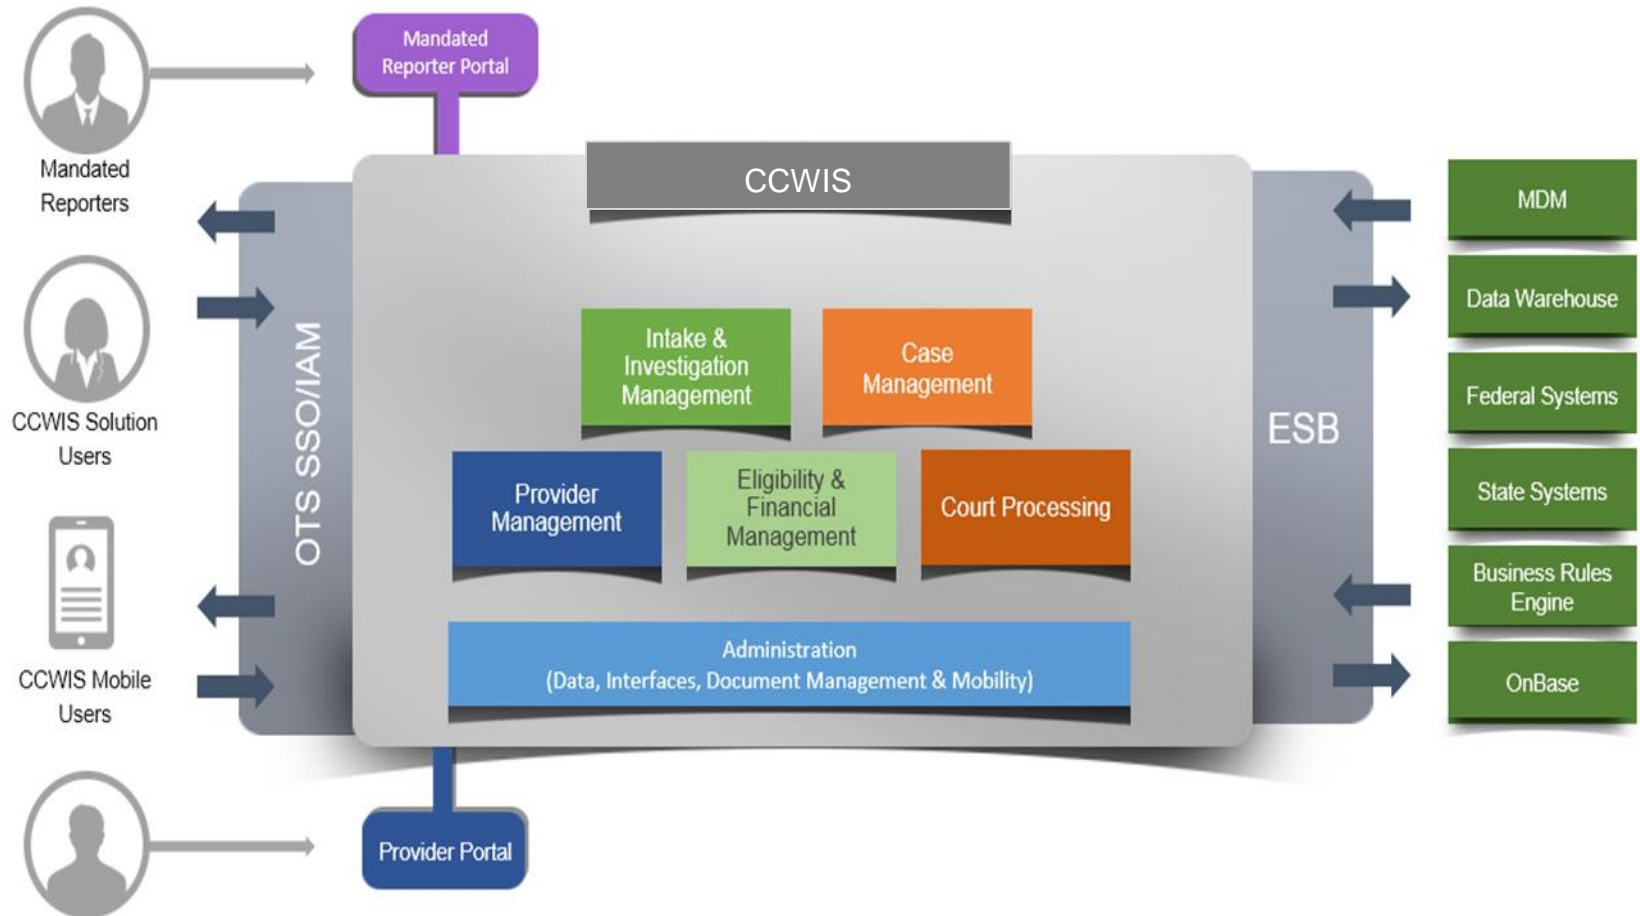 Mandated
Reporter Portal
Mandated
Reporters
CCWIS
MDM
Data Warehouse
Federal Systems
State Systems
Business Rules
Engine
OnBase
CCWIS Solution
Users
OTS SSO/IAM
ESB
Intake &
Investigation
Management
Case
Management
Provider
Management
Eligibility &
Financial
Management
Court Processing
Administration
(Data, Interfaces, Document Management & Mobility)
CCWIS Mobile
Users
Provider Portal